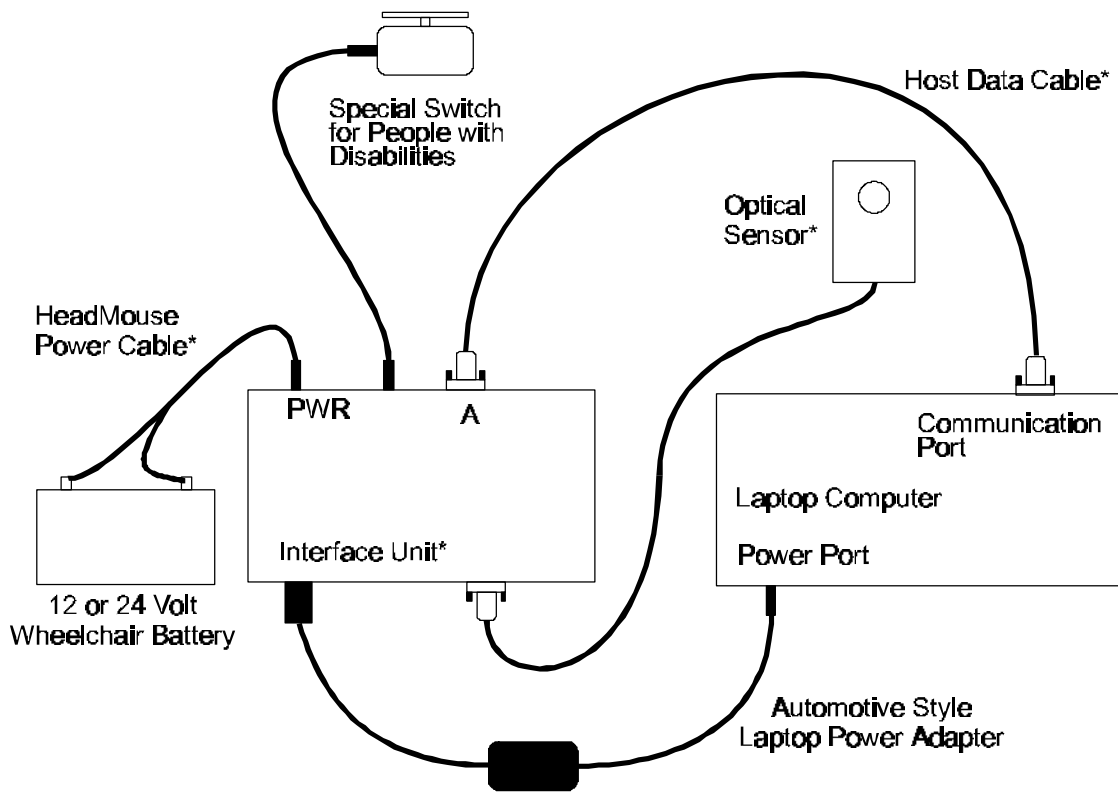 Special Switch
for People with
Disabilities
Host Data Cable*
Optical
Sensor*
HeadMouse
Power Cable*
PWR
A
Communication
Port
Laptop Computer
Interface Unit*
Power Port
12 or 24 Volt
Wheelchair Battery
Automotive Style
Laptop Power Adapter